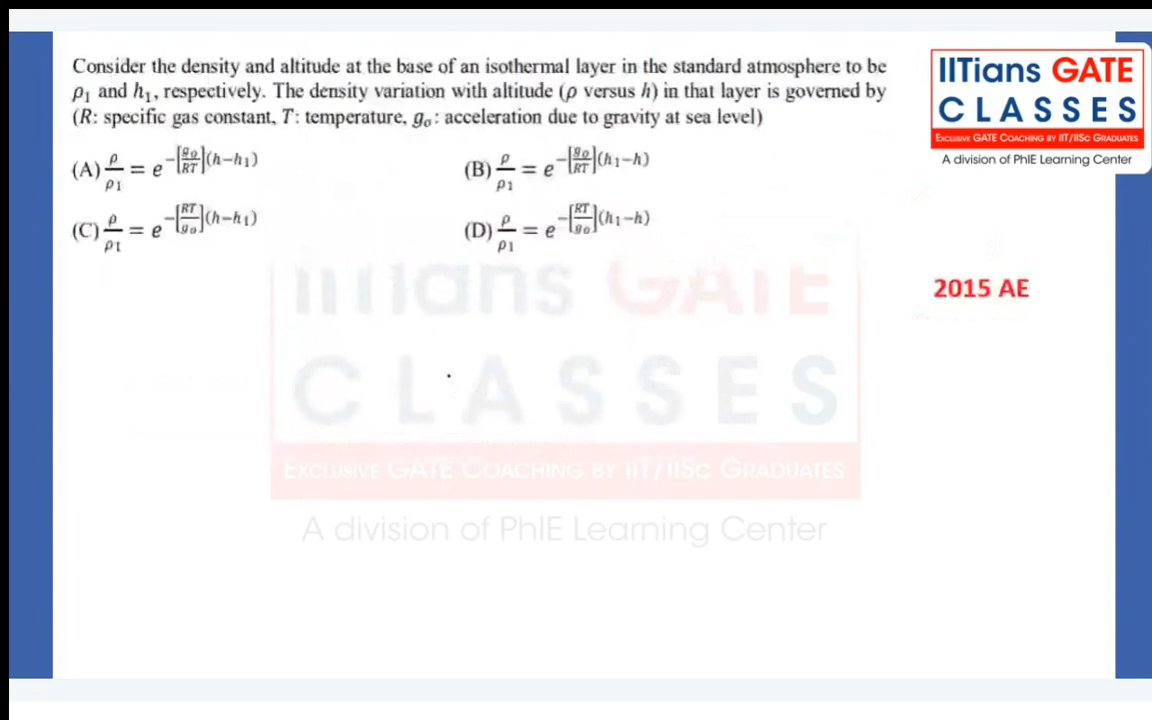 Consider the density and altitude at the base of an isothermal layer in the standard atmosphere to be
ρ₁ and h₁, respectively. The density variation with altitude (ρ versus h) in that layer is governed by
(R: specific gas constant, T: temperature, gₒ: acceleration due to gravity at sea level)
(A) ρ/ρ₁ = e^{-[gₒ/RT](h-h₁)} (B) ρ/ρ₁ = e^{-[gₒ/RT](h₁-h)}
(C) ρ/ρ₁ = e^{-[RT/gₒ](h-h₁)} (D) ρ/ρ₁ = e^{-[RT/gₒ](h₁-h)}
IITians GATE
CLASSES
EXCLUSIVE GATE COACHING BY IIT/IISc GRADUATES
A division of PhIE Learning Center
2015 AE
IITians GATE
CLASSES
EXCLUSIVE GATE COACHING BY IIT/IISc GRADUATES
A division of PhIE Learning Center